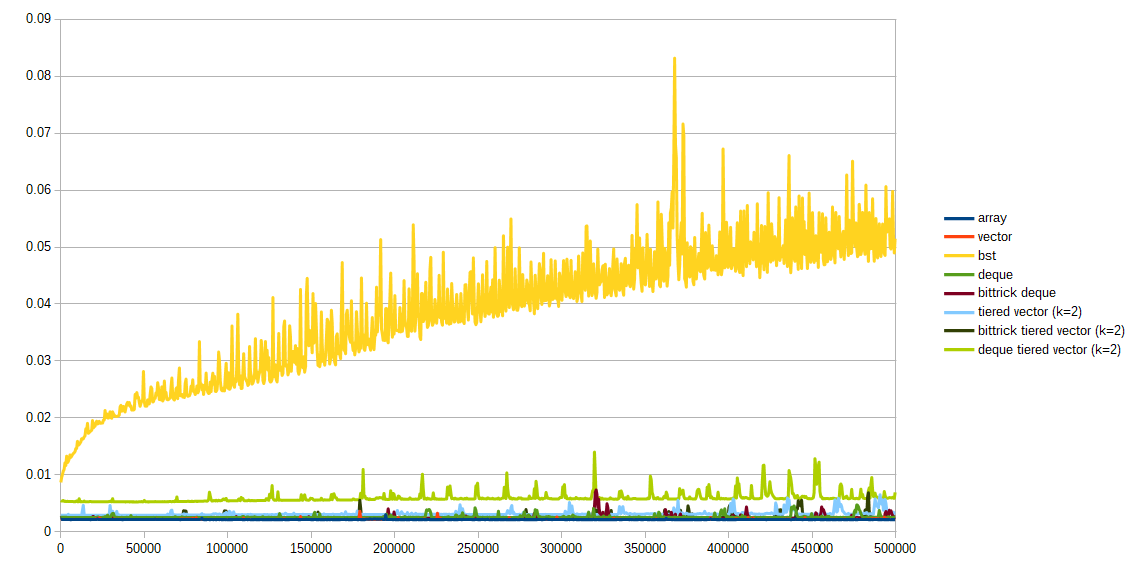 0.09
0.08
0.07
0.06
0.05
0.04
0.03
0.02
0.01
0
0 50000 100000 150000 200000 250000 300000 350000 400000 450000 500000
array
vector
bst
deque
bittrick deque
tiered vector (k=2)
bittrick tiered vector (k=2)
deque tiered vector (k=2)